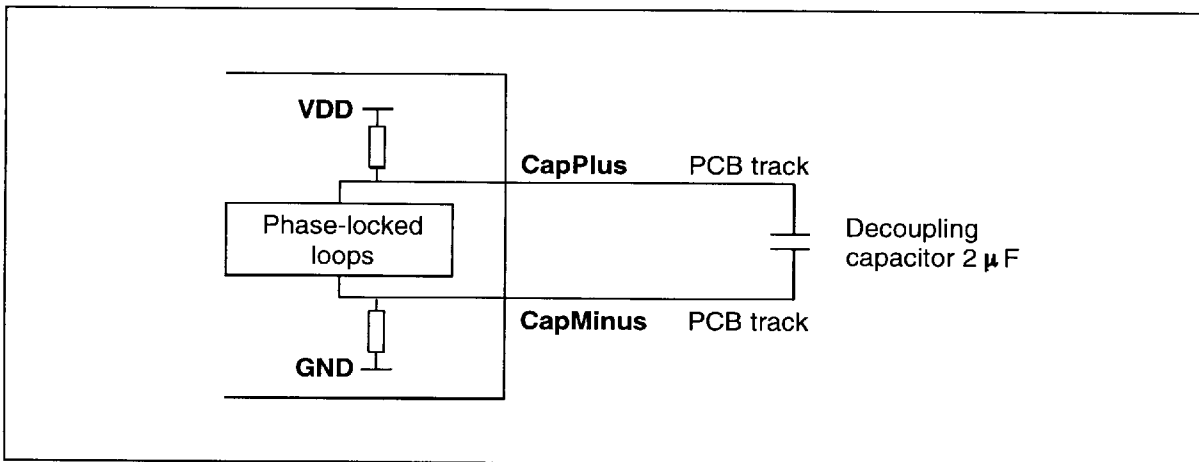 VDD
CapPlus PCB track
Phase-locked
loops
Decoupling
capacitor 2 μF
CapMinus PCB track
GND